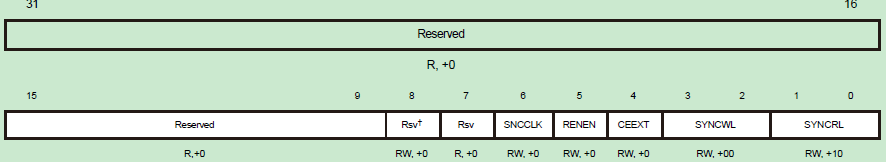 31 16
Reserved
R, +0
15 9 8 7 6 5 4 3 2 1 0
Reserved Rsv† Rsv SNCCLK RENEN CEEXT SYNCWL SYNCRL
R,+0 RW, +0 R, +0 RW, +0 RW, +0 RW, +0 RW, +00 RW, +10